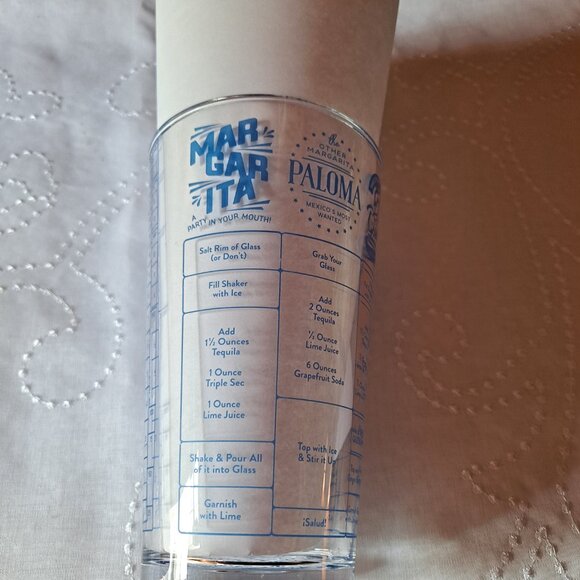 MAR
GAR
ITA
A
PARTY IN YOUR MOUTH!
Salt Rim of Glass
(or Don't)
Fill Shaker
with Ice
Add
1½ Ounces
Tequila
1 Ounce
Triple Sec
1 Ounce
Lime Juice
Shake & Pour All
of it into Glass
Garnish
with Lime
the
OTHER
MARGARITA
PALOMA
MEXICO'S MOST
WANTED
Grab Your
Glass
Add
2 Ounces
Tequila
Ounce
Lime Juice
6 Ounces
Grapefruit Soda
Top with Ice
& Stir it Up
¡Salud!